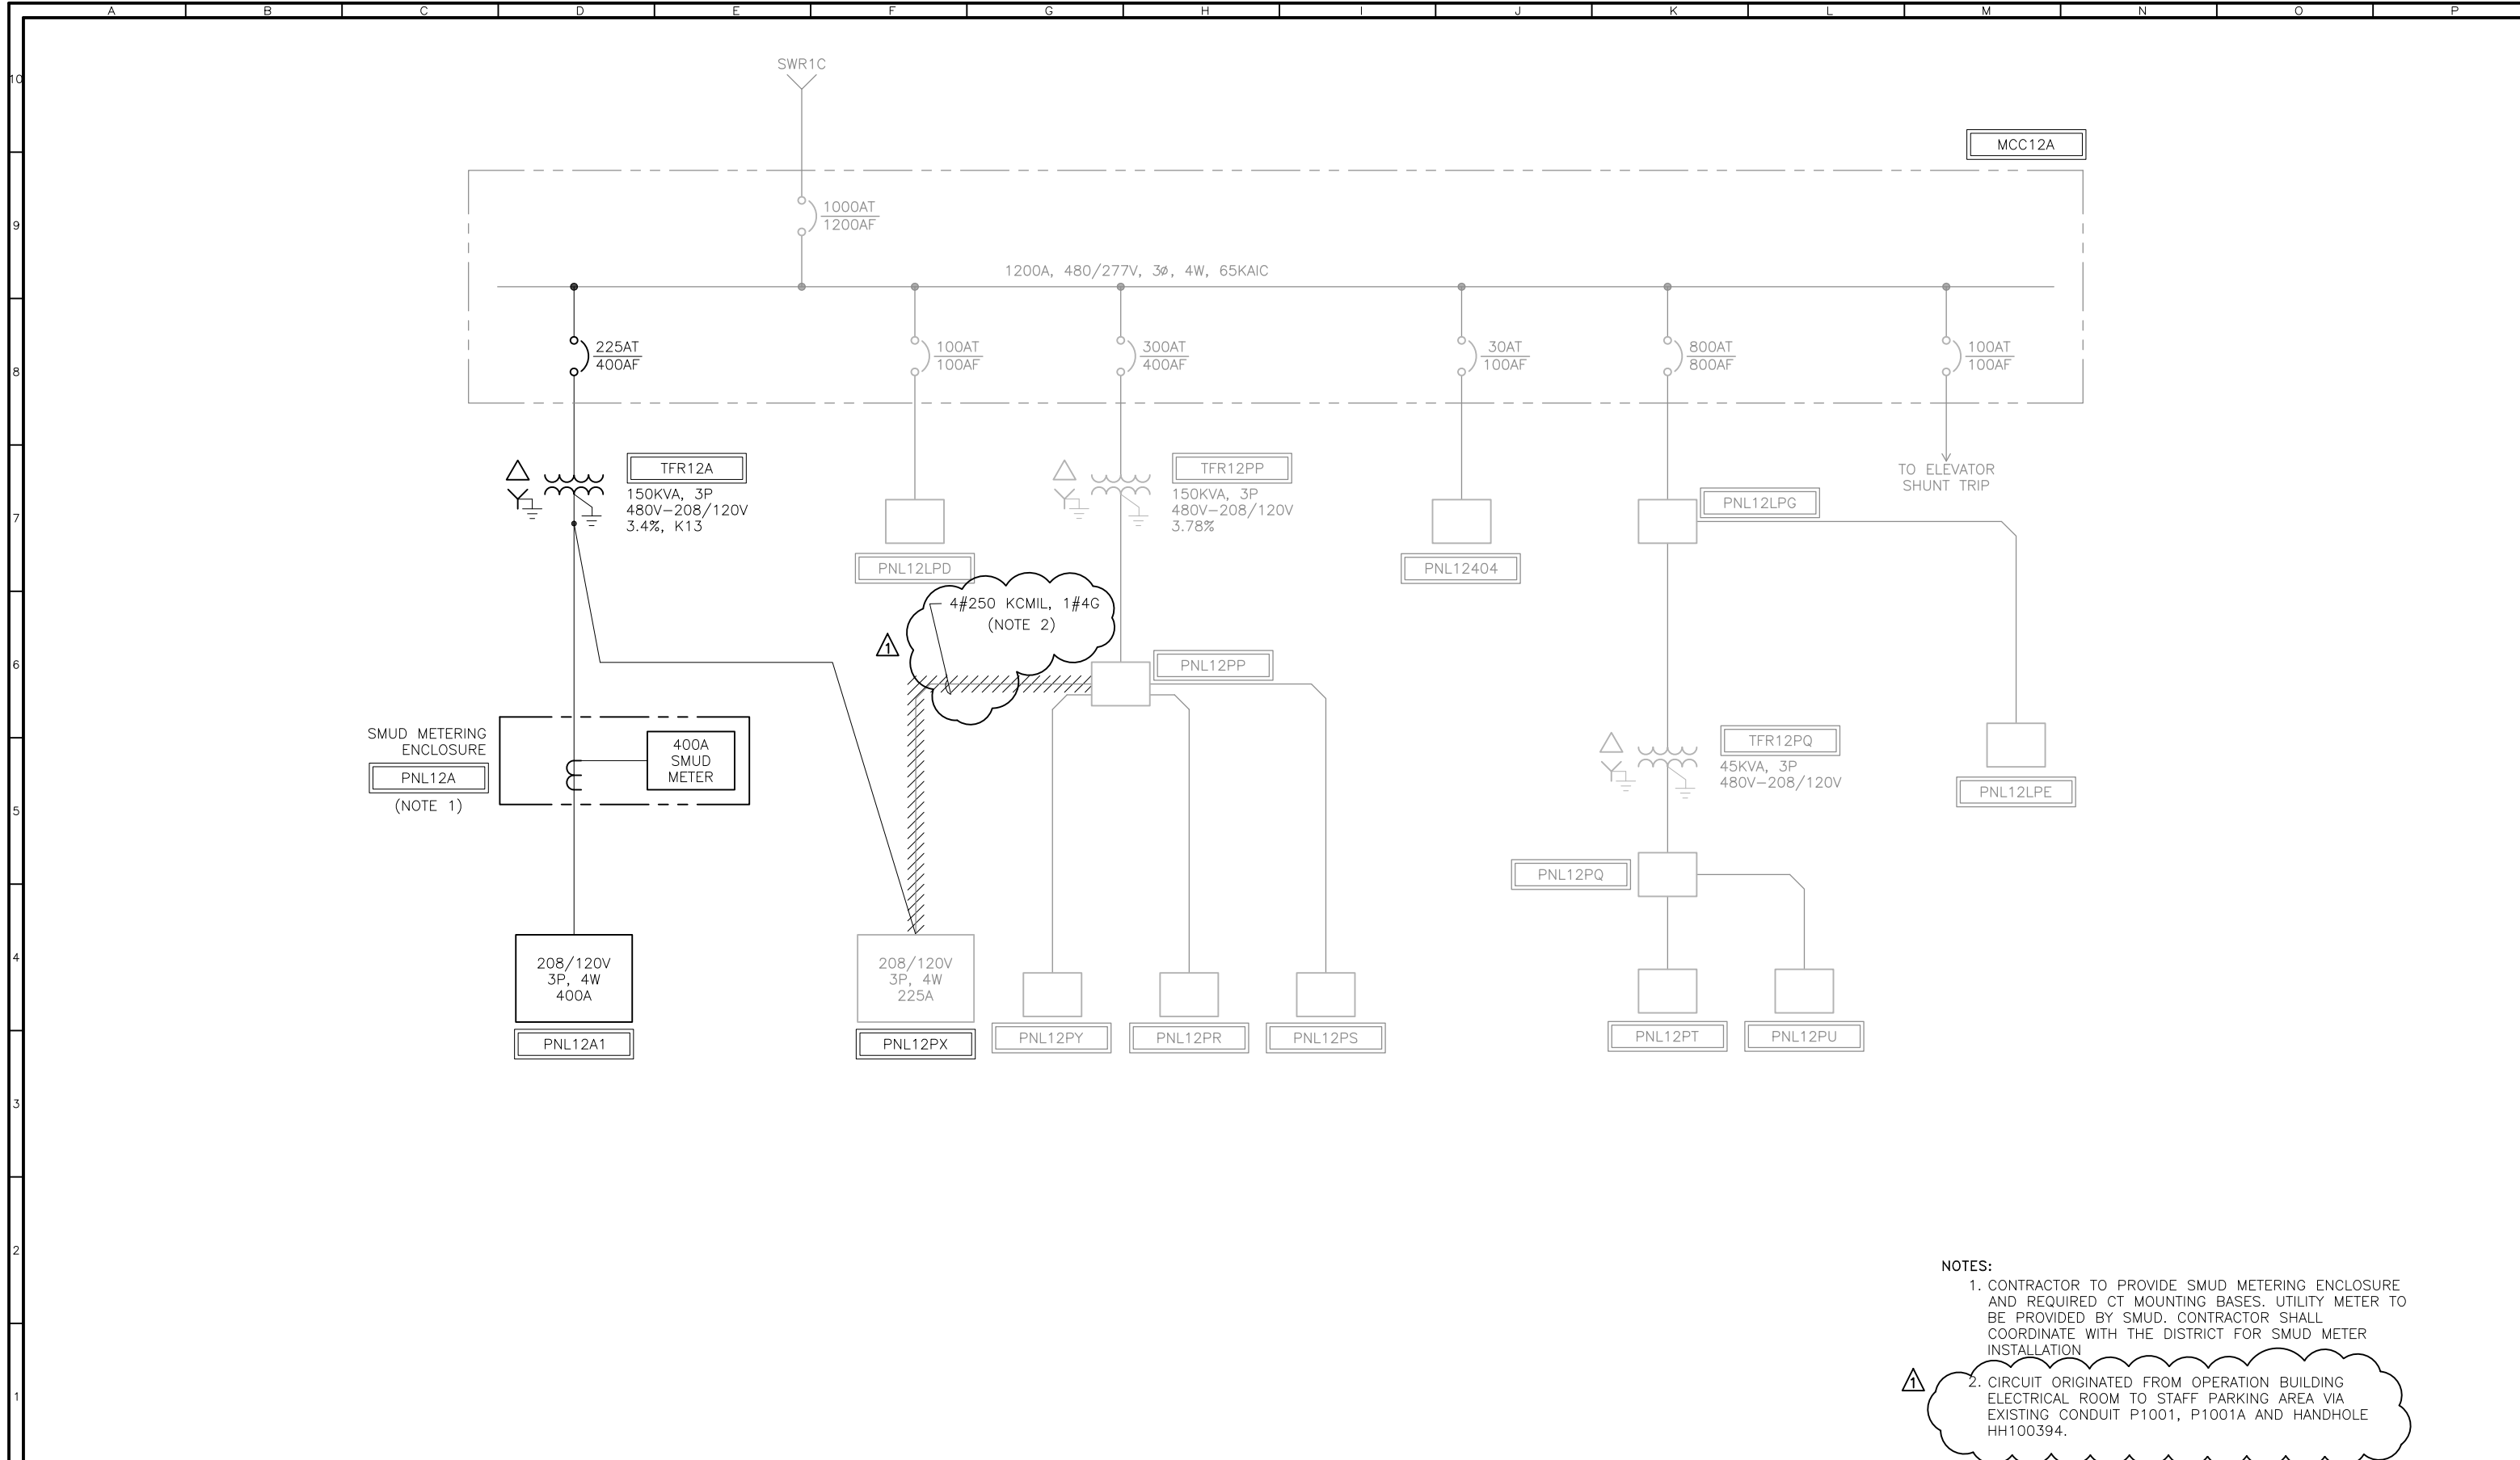 A B C D E F G H I J K L M N O P
10
9
8
7
6
5
4
3
2
1
SWR1C
MCC12A
1000AT
1200AF
1200A, 480/277V, 3Ø, 4W, 65KAIC
225AT
400AF
100AT
100AF
300AT
400AF
30AT
100AF
800AT
800AF
100AT
100AF
TFR12A
150KVA, 3P
480V-208/120V
3.4%, K13
TFR12PP
150KVA, 3P
480V-208/120V
3.78%
TO ELEVATOR
SHUNT TRIP
PNL12LPG
PNL12LPD
PNL12404
4#250 KCMIL, 1#4G
(NOTE 2)
1
PNL12PP
SMUD METERING
ENCLOSURE
PNL12A
(NOTE 1)
400A
SMUD
METER
TFR12PQ
45KVA, 3P
480V-208/120V
PNL12LPE
PNL12PQ
208/120V
3P, 4W
400A
PNL12A1
208/120V
3P, 4W
225A
PNL12PX
PNL12PY
PNL12PR
PNL12PS
PNL12PT
PNL12PU
NOTES:
1. CONTRACTOR TO PROVIDE SMUD METERING ENCLOSURE
AND REQUIRED CT MOUNTING BASES. UTILITY METER TO
BE PROVIDED BY SMUD. CONTRACTOR SHALL
COORDINATE WITH THE DISTRICT FOR SMUD METER
INSTALLATION
1
2. CIRCUIT ORIGINATED FROM OPERATION BUILDING
ELECTRICAL ROOM TO STAFF PARKING AREA VIA
EXISTING CONDUIT P1001, P1001A AND HANDHOLE
HH100394.